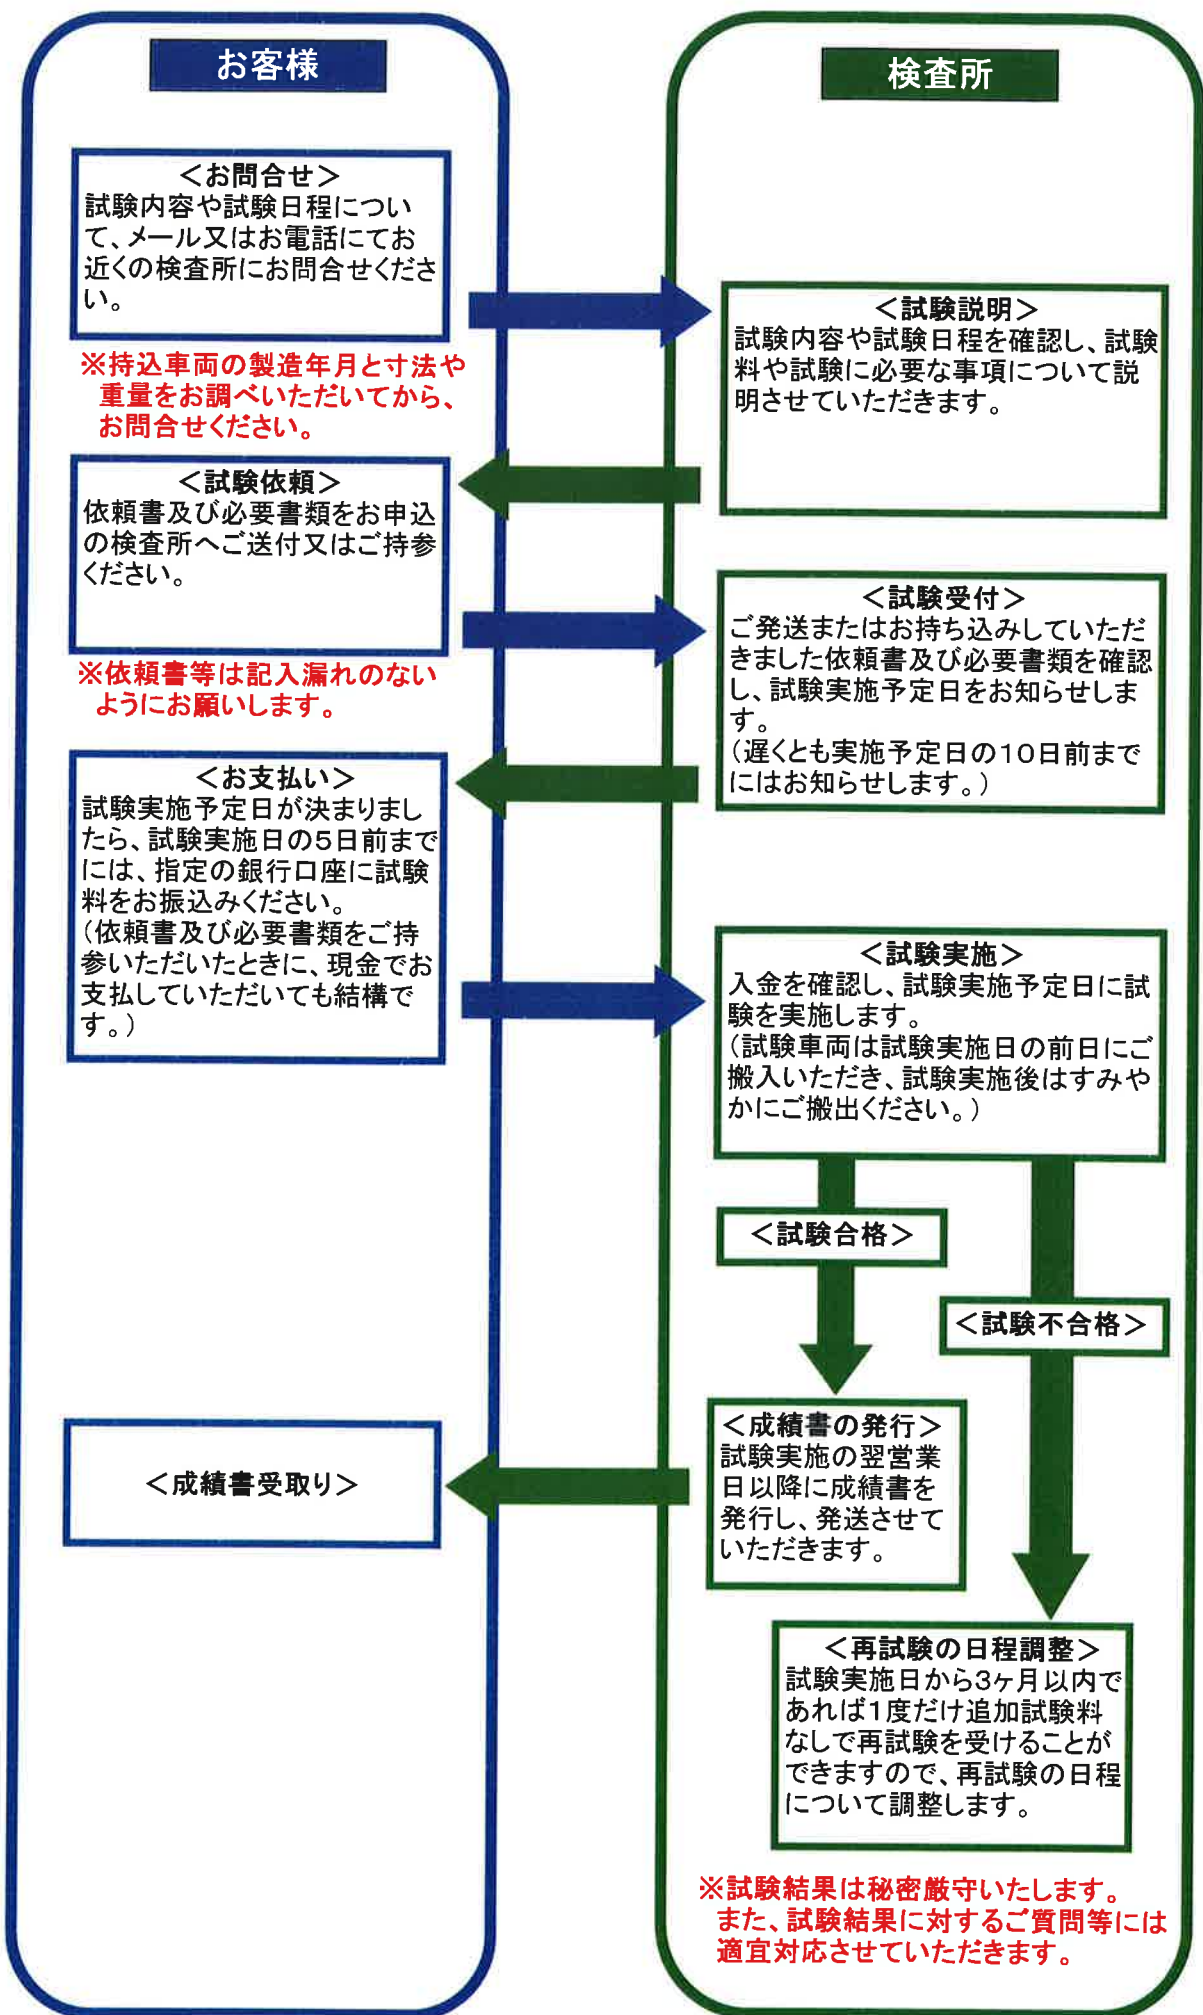 お客様
<お問合せ>
試験内容や試験日程につい
て、メール又はお電話にてお
近くの検査所にお問合せくださ
い。
※持込車両の製造年月と寸法や
重量をお調べいただいてから、
お問合せください。
<試験依頼>
依頼書及び必要書類をお申込
の検査所へご送付又はご持参
ください。
※依頼書等は記入漏れのない
ようにお願いします。
<お支払い>
試験実施予定日が決まりまし
たら、試験実施日の5日前まで
には、指定の銀行口座に試験
料をお振込みください。
(依頼書及び必要書類をご持
参いただいたときに、現金でお
支払していただいても結構で
す。)
<成績書受取り>
検査所
<試験説明>
試験内容や試験日程を確認し、試験
料や試験に必要な事項について説
明させていただきます。
<試験受付>
ご発送またはお持ち込みしていただ
きました依頼書及び必要書類を確認
し、試験実施予定日をお知らせしま
す。
(遅くとも実施予定日の10日前まで
にはお知らせします。)
<試験実施>
入金を確認し、試験実施予定日に試
験を実施します。
(試験車両は試験実施日の前日にご
搬入いただき、試験実施後はすみや
かにご搬出ください。)
<試験合格>
<試験不合格>
<成績書の発行>
試験実施の翌営業
日以降に成績書を
発行し、発送させて
いただきます。
<再試験の日程調整>
試験実施日から3ヶ月以内で
あれば1度だけ追加試験料
なしで再試験を受けることが
できますので、再試験の日程
について調整します。
※試験結果は秘密厳守いたします。
また、試験結果に対するご質問等には
適宜対応させていただきます。